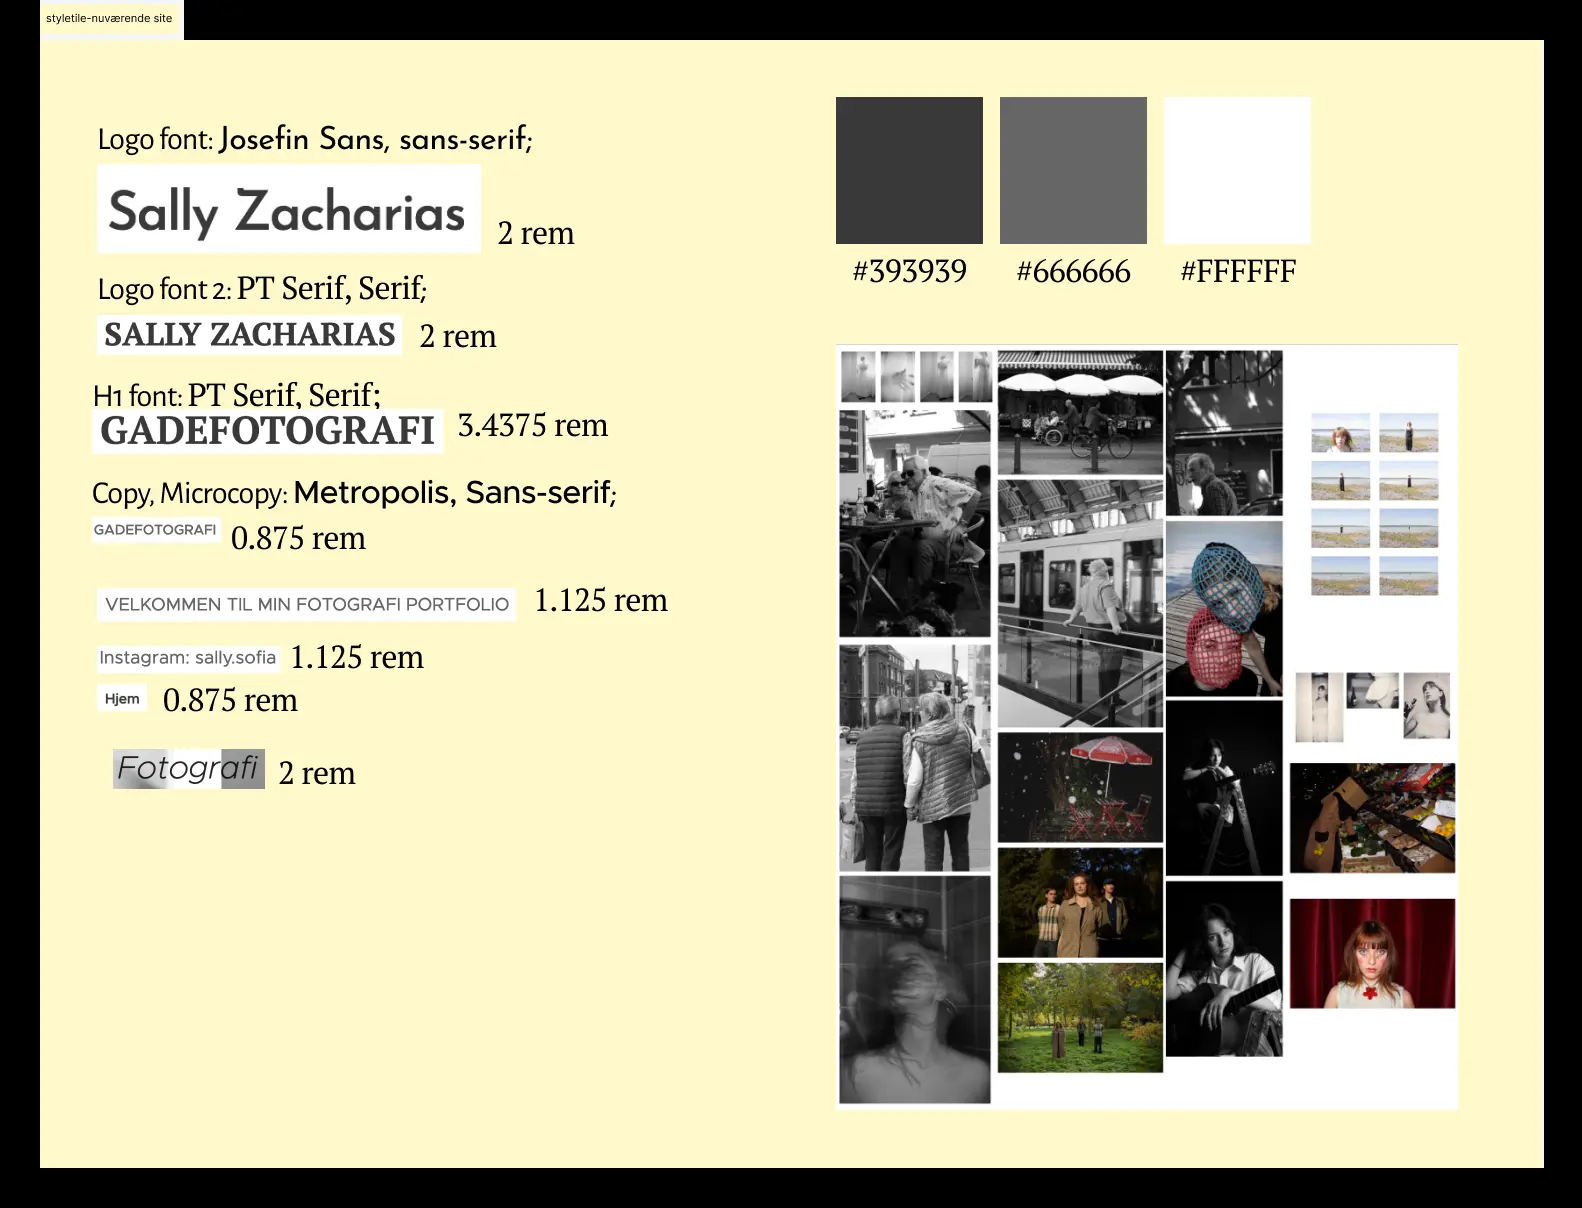 styletile-nuværende site
Logo font: Josefin Sans, sans-serif;
Sally Zacharias
2 rem
Logo font 2: PT Serif, Serif;
SALLY ZACHARIAS
2 rem
H1 font: PT Serif, Serif;
GADEFOTOGRAFI
3.4375 rem
Copy, Microcopy: Metropolis, Sans-serif;
GADEFOTOGRAFI
0.875 rem
VELKOMMEN TIL MIN FOTOGRAFI PORTFOLIO
1.125 rem
Instagram: sally.sofia
1.125 rem
Hjem
0.875 rem
Fotografi
2 rem
#393939
#666666
#FFFFFF